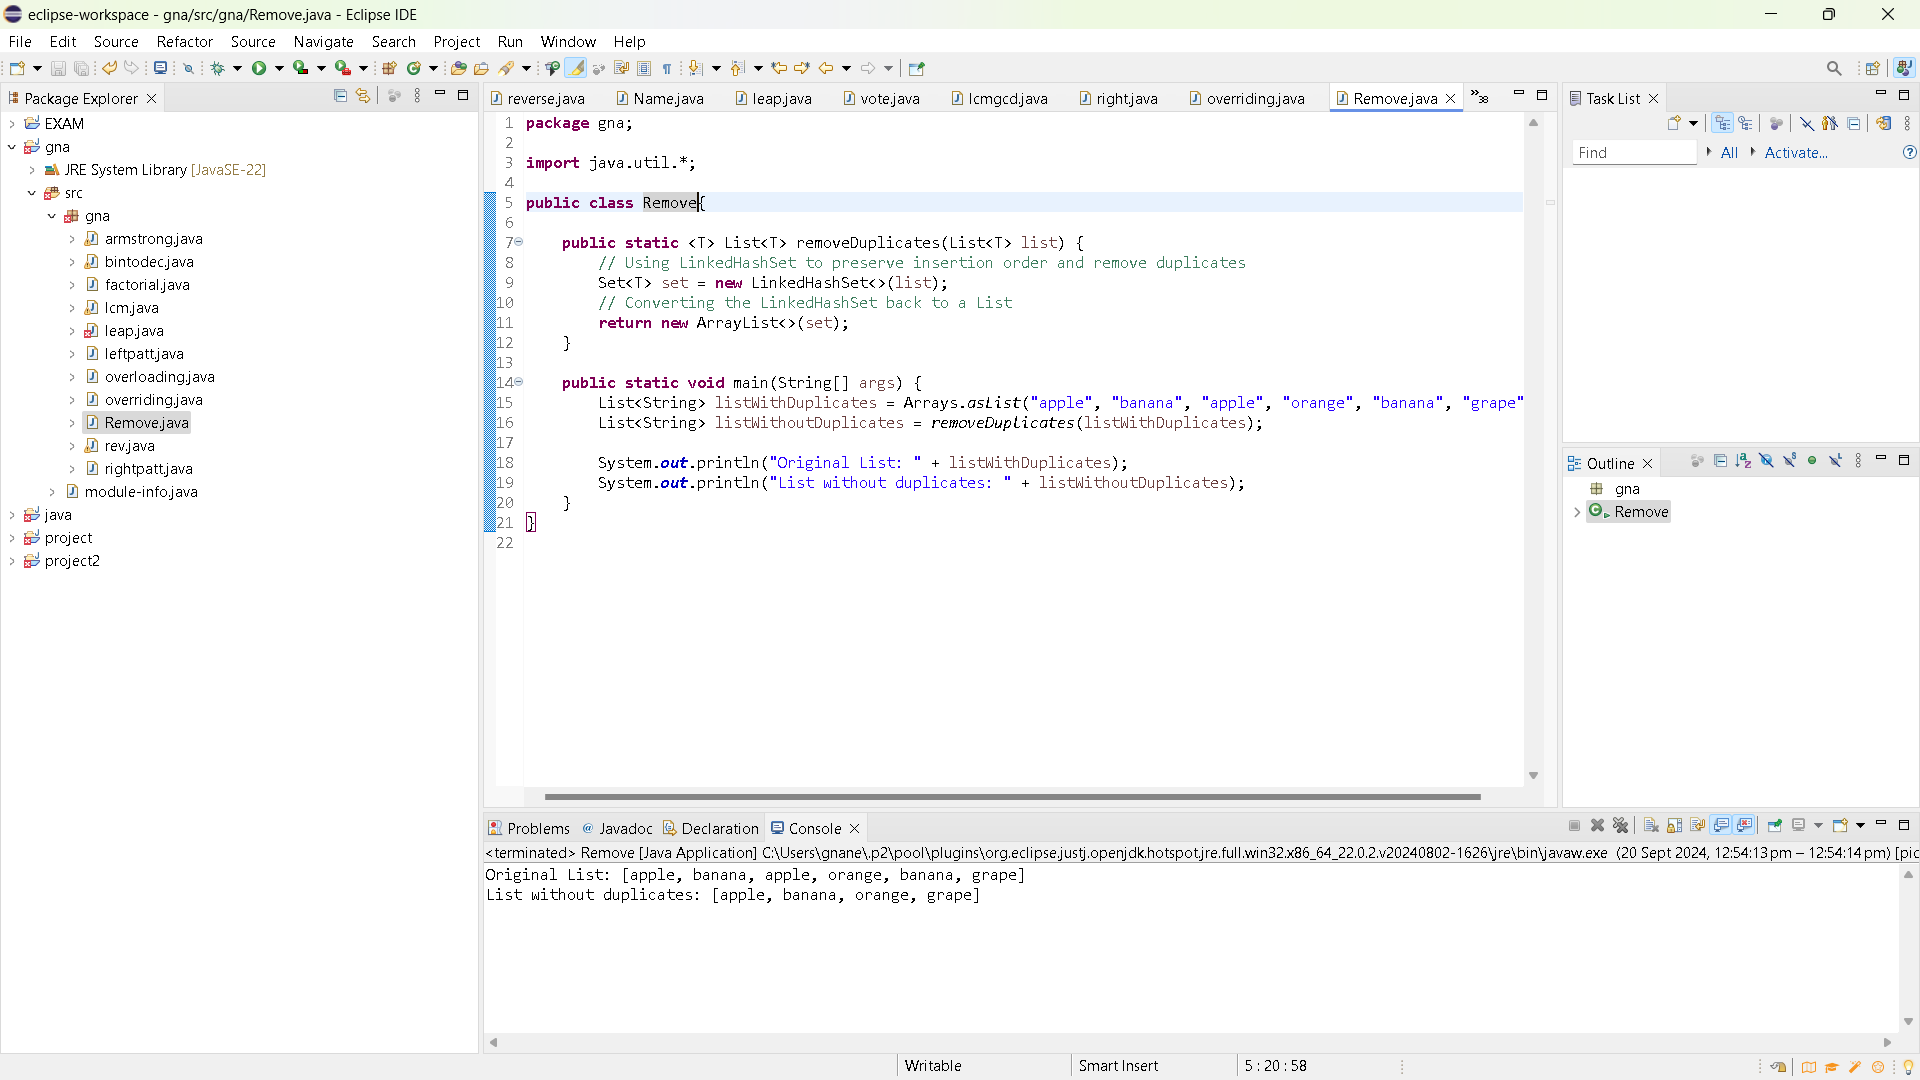 eclipse-workspace - gna/src/gna/Remove.java - Eclipse IDE
File Edit Source Refactor Source Navigate Search Project Run Window Help
Package Explorer
EXAM
gna
JRE System Library [JavaSE-22]
src
gna
armstrong.java
bintodec.java
factorial.java
lcm.java
leap.java
leftpatt.java
overloading.java
overriding.java
Remove.java
rev.java
rightpatt.java
module-info.java
java
project
project2
reverse.java Name.java leap.java vote.java lcmgcd.java right.java overriding.java Remove.java »38
1 package gna;
2
3 import java.util.*;
4
5 public class Remove{
6
7 public static <T> List<T> removeDuplicates(List<T> list) {
8 // Using LinkedHashSet to preserve insertion order and remove duplicates
9 Set<T> set = new LinkedHashSet<>(list);
10 // Converting the LinkedHashSet back to a List
11 return new ArrayList<>(set);
12 }
13
14 public static void main(String[] args) {
15 List<String> listWithDuplicates = Arrays.asList("apple", "banana", "apple", "orange", "banana", "grape"
16 List<String> listWithoutDuplicates = removeDuplicates(listWithDuplicates);
17
18 System.out.println("Original List: " + listWithDuplicates);
19 System.out.println("List without duplicates: " + listWithoutDuplicates);
20 }
21 }
22
Task List
Find All Activate...
Outline
gna
Remove
Problems @ Javadoc Declaration Console
<terminated> Remove [Java Application] C:\Users\gnane\.p2\pool\plugins\org.eclipse.justj.openjdk.hotspot.jre.full.win32.x86_64_22.0.2.v20240802-1626\jre\bin\javaw.exe (20 Sept 2024, 12:54:13 pm – 12:54:14 pm) [pic
Original List: [apple, banana, apple, orange, banana, grape]
List without duplicates: [apple, banana, orange, grape]
Writable Smart Insert 5 : 20 : 58